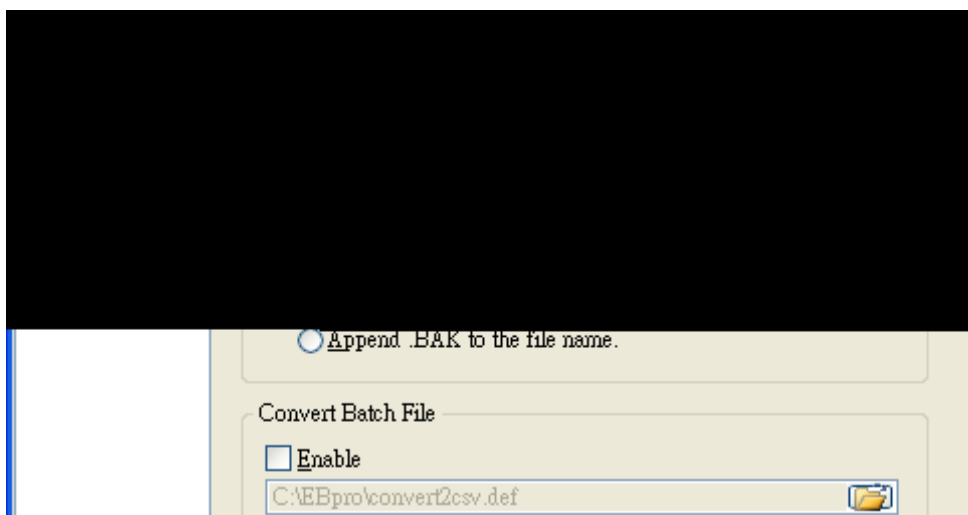 Append .BAK to the file name.
Convert Batch File
Enable
C:\EBpro\convert2csv.def